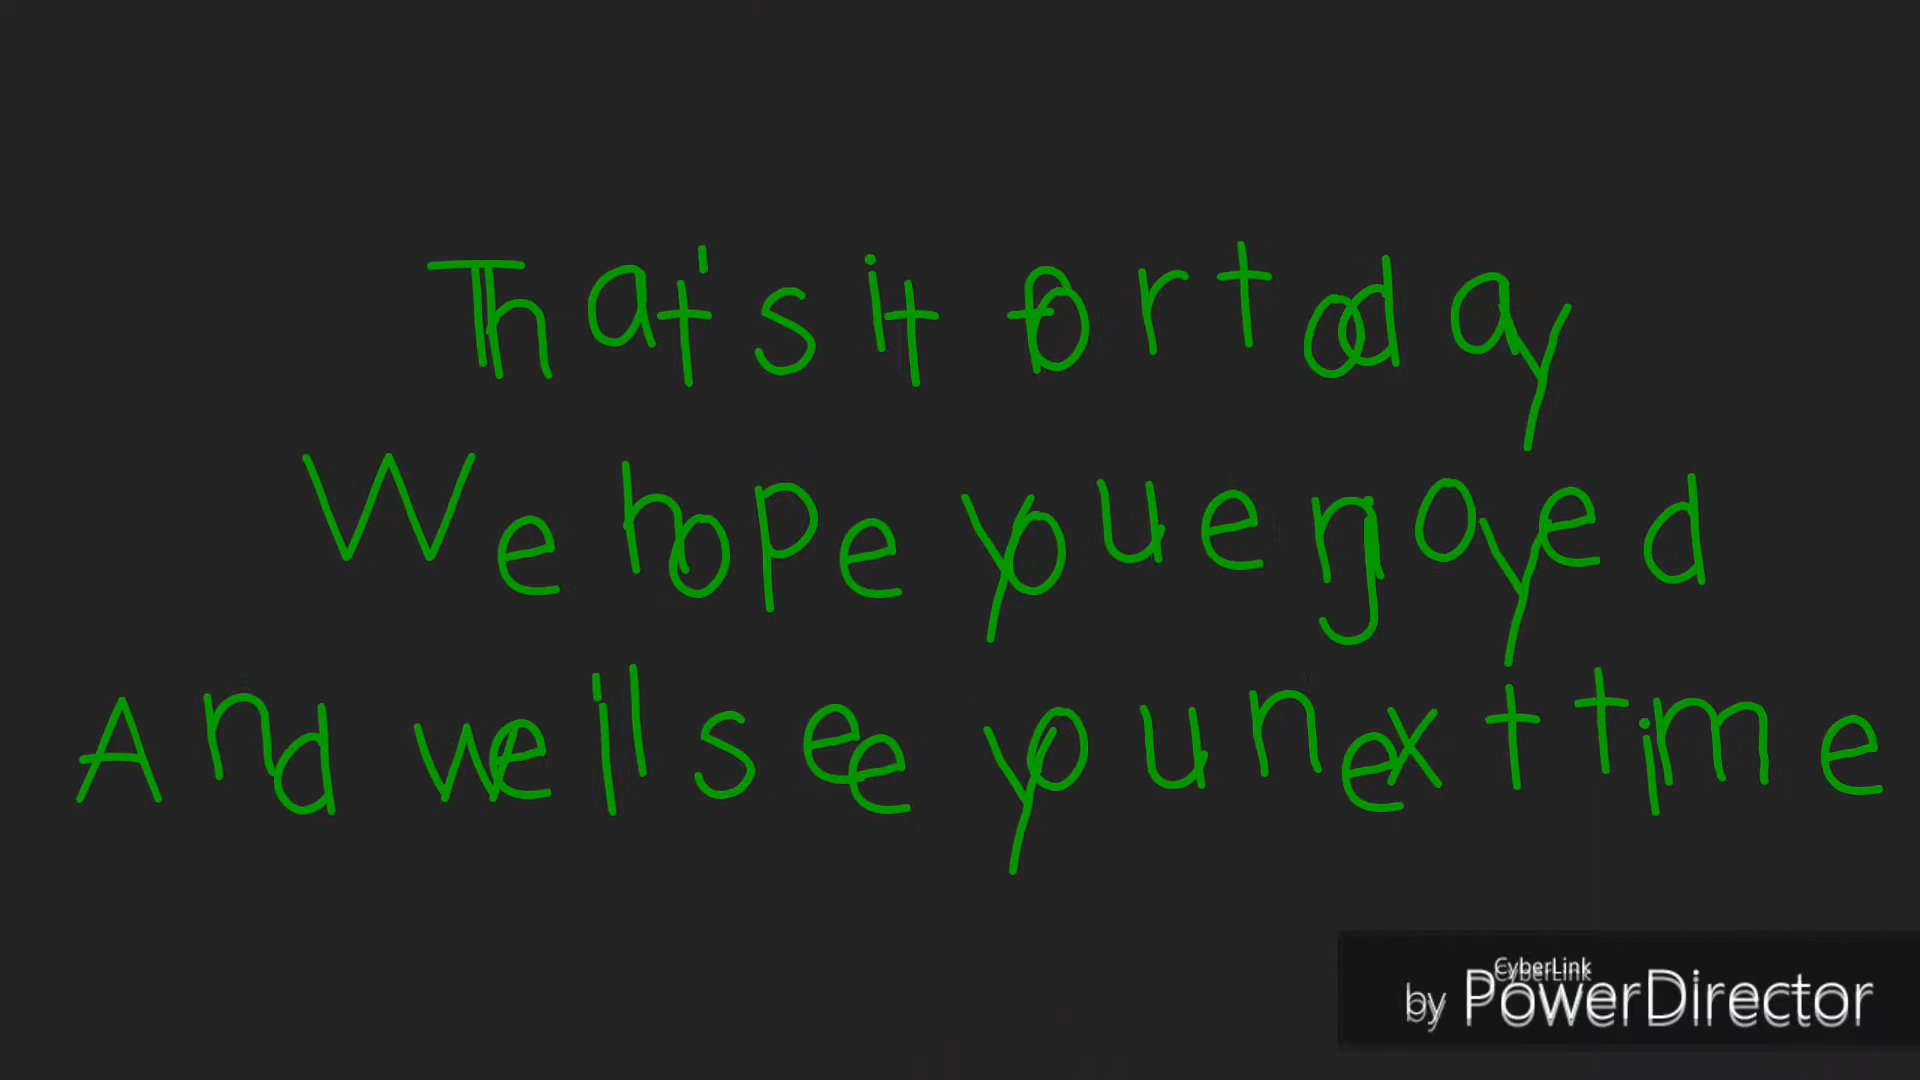 That's it for today
We hope you enjoyed
And we'll see you next time
CyberLink
by PowerDirector